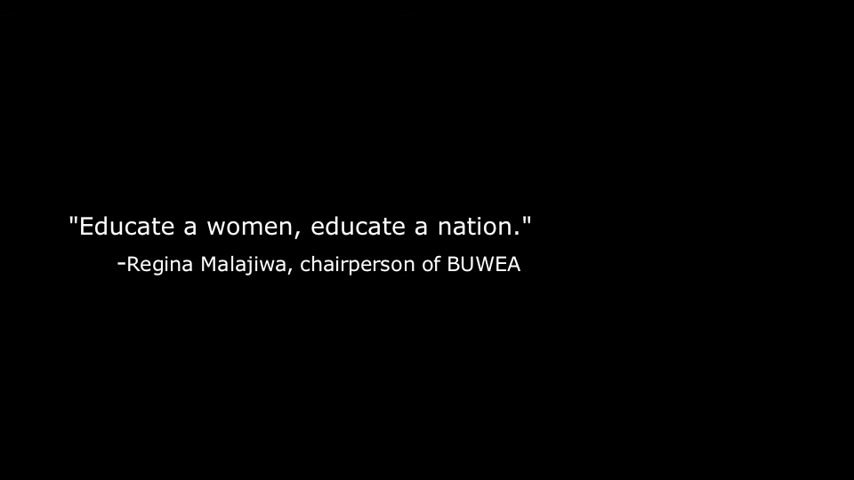 "Educate a women, educate a nation."
-Regina Malajiwa, chairperson of BUWEA